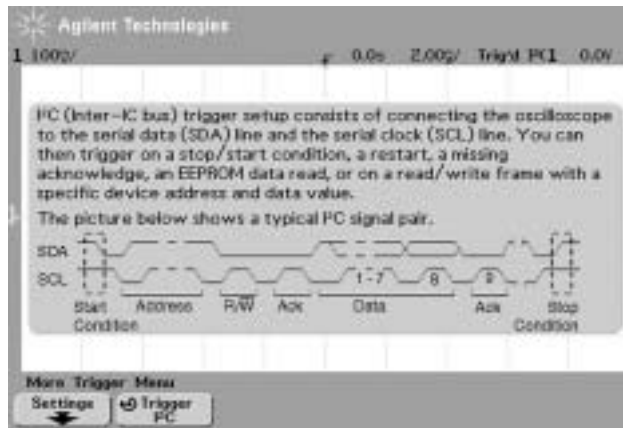 Agilent Technologies
1 100▯/ 0.0s 2.00▯/ Trig'd I²C1 0.0V
I²C (Inter-IC bus) trigger setup consists of connecting the oscilloscope
to the serial data (SDA) line and the serial clock (SCL) line. You can
then trigger on a stop/start condition, a restart, a missing
acknowledge, an EEPROM data read, or on a read/write frame with a
specific device address and data value.
The picture below shows a typical I²C signal pair.
SDA
SCL 1-7 8 9
Start Address R/W̅ Ack Data Ack Stop
Condition Condition
More Trigger Menu
Settings Trigger
I²C